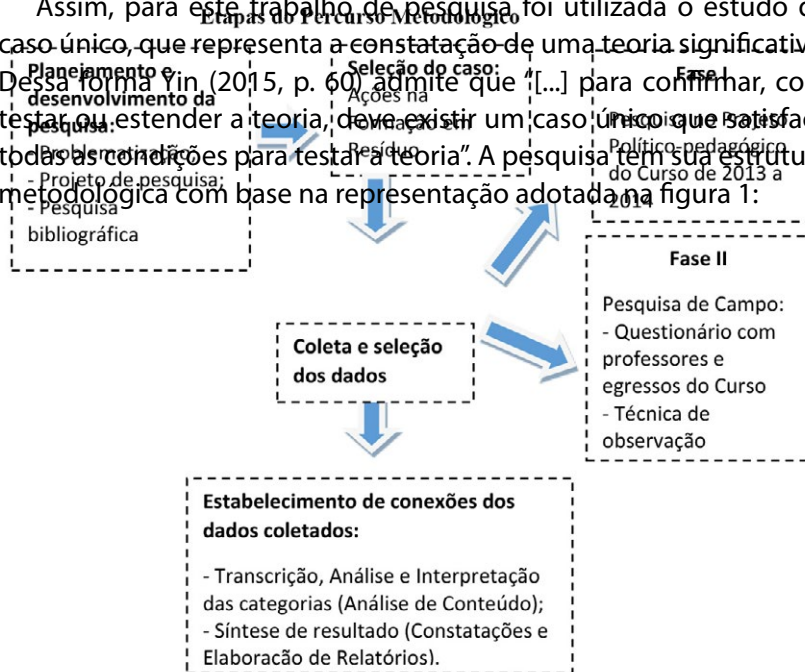 Assim, para este trabalho de pesquisa foi utilizada o estudo d
caso único, que representa a constatação de uma teoria significativ
Dessa forma Yin (2015, p. 60) admite que "[...] para confirmar, co
testar ou estender a teoria, deve existir um caso único que satisfaç
todas as condições para testar a teoria". A pesquisa tem sua estrutu
metodológica com base na representação adotada na figura 1:
Etapas do Percurso Metodológico
Planejamento e
desenvolvimento da
pesquisa:
- Problematização;
- Projeto de pesquisa;
- Pesquisa
bibliográfica
Seleção do caso:
Ações na
Formação em
Resíduo
Fase I
Pesquisa no Projeto
Político-pedagógico
do Curso de 2013 a
2014
Fase II
Pesquisa de Campo:
- Questionário com
professores e
egressos do Curso
- Técnica de
observação
Coleta e seleção
dos dados
Estabelecimento de conexões dos
dados coletados:
- Transcrição, Análise e Interpretação
das categorias (Análise de Conteúdo);
- Síntese de resultado (Constatações e
Elaboração de Relatórios).